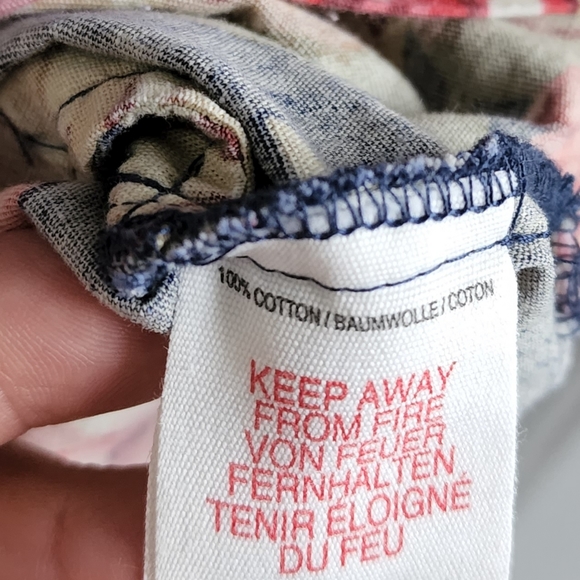 100% COTTON / BAUMWOLLE / COTON
KEEP AWAY
FROM FIRE
VON FEUER
FERNHALTEN
TENIR ÉLOIGNÉ
DU FEU